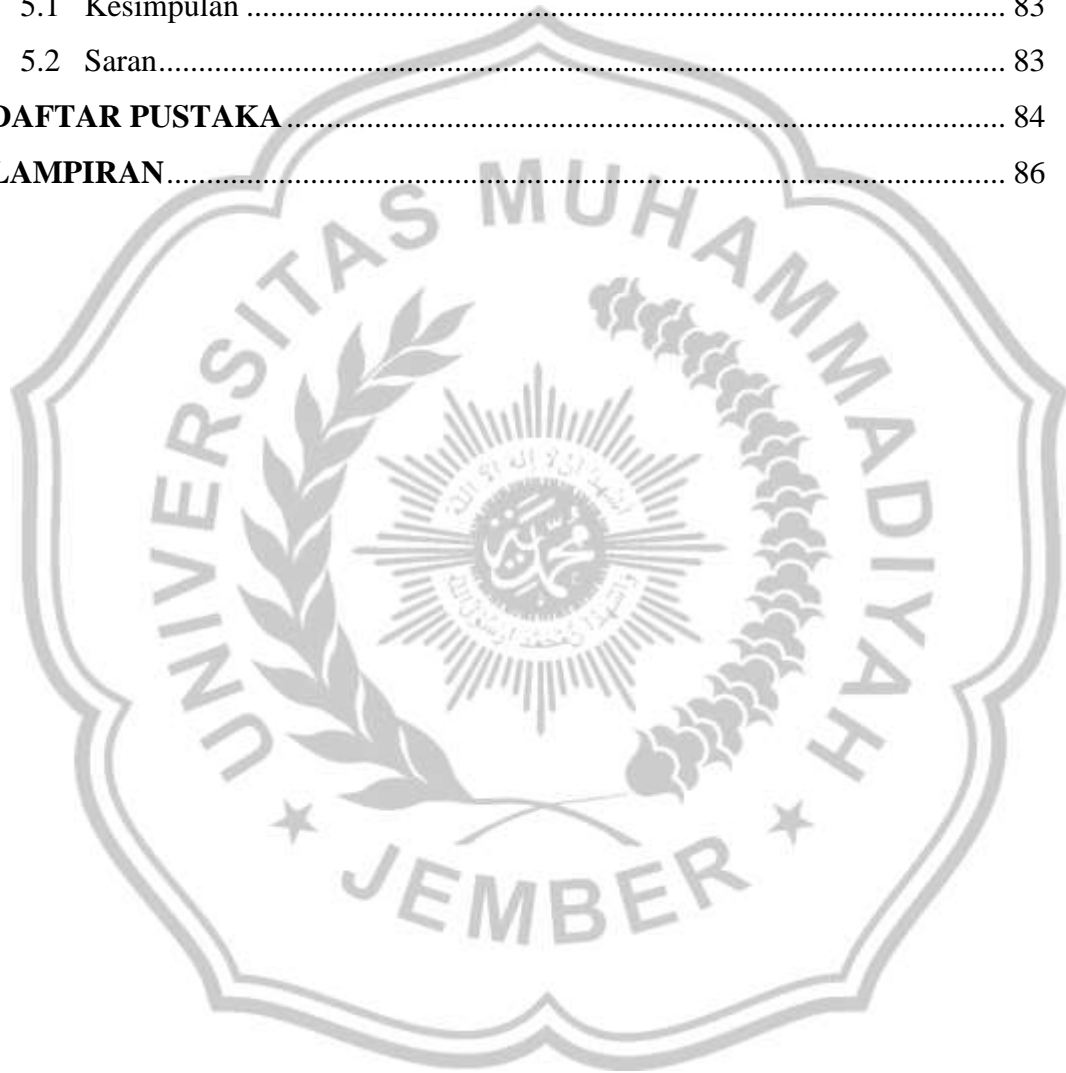 5.1 Kesimpulan ........................................................................................ 83
5.2 Saran .................................................................................................. 83
DAFTAR PUSTAKA ................................................................................... 84
LAMPIRAN ................................................................................................. 86
UNIVERSITAS MUHAMMADIYAH
JEMBER